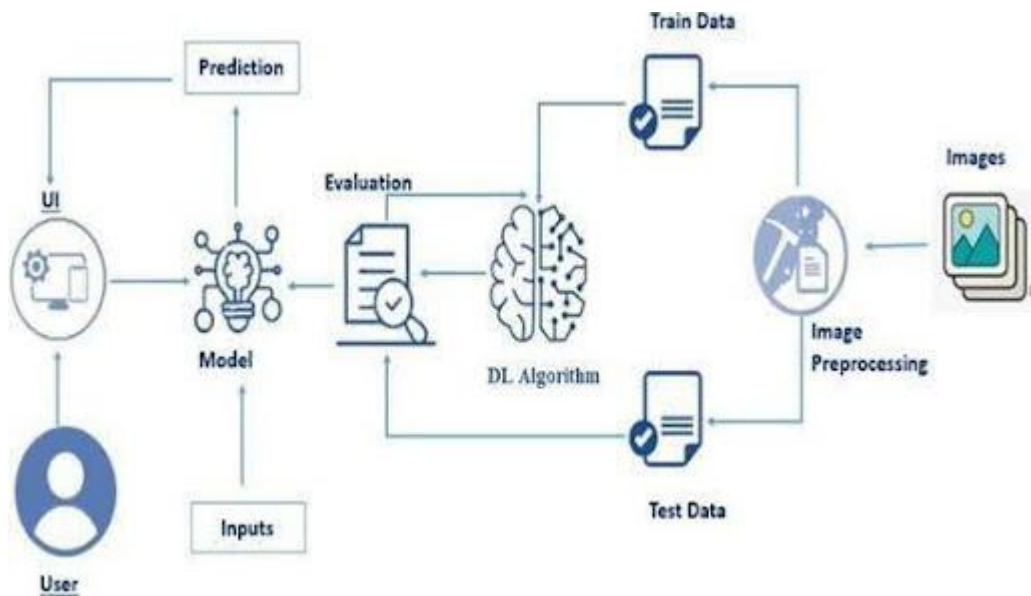 Train Data
Prediction
Images
Evaluation
UI
Model
DL Algorithm
Image
Preprocessing
Inputs
Test Data
User